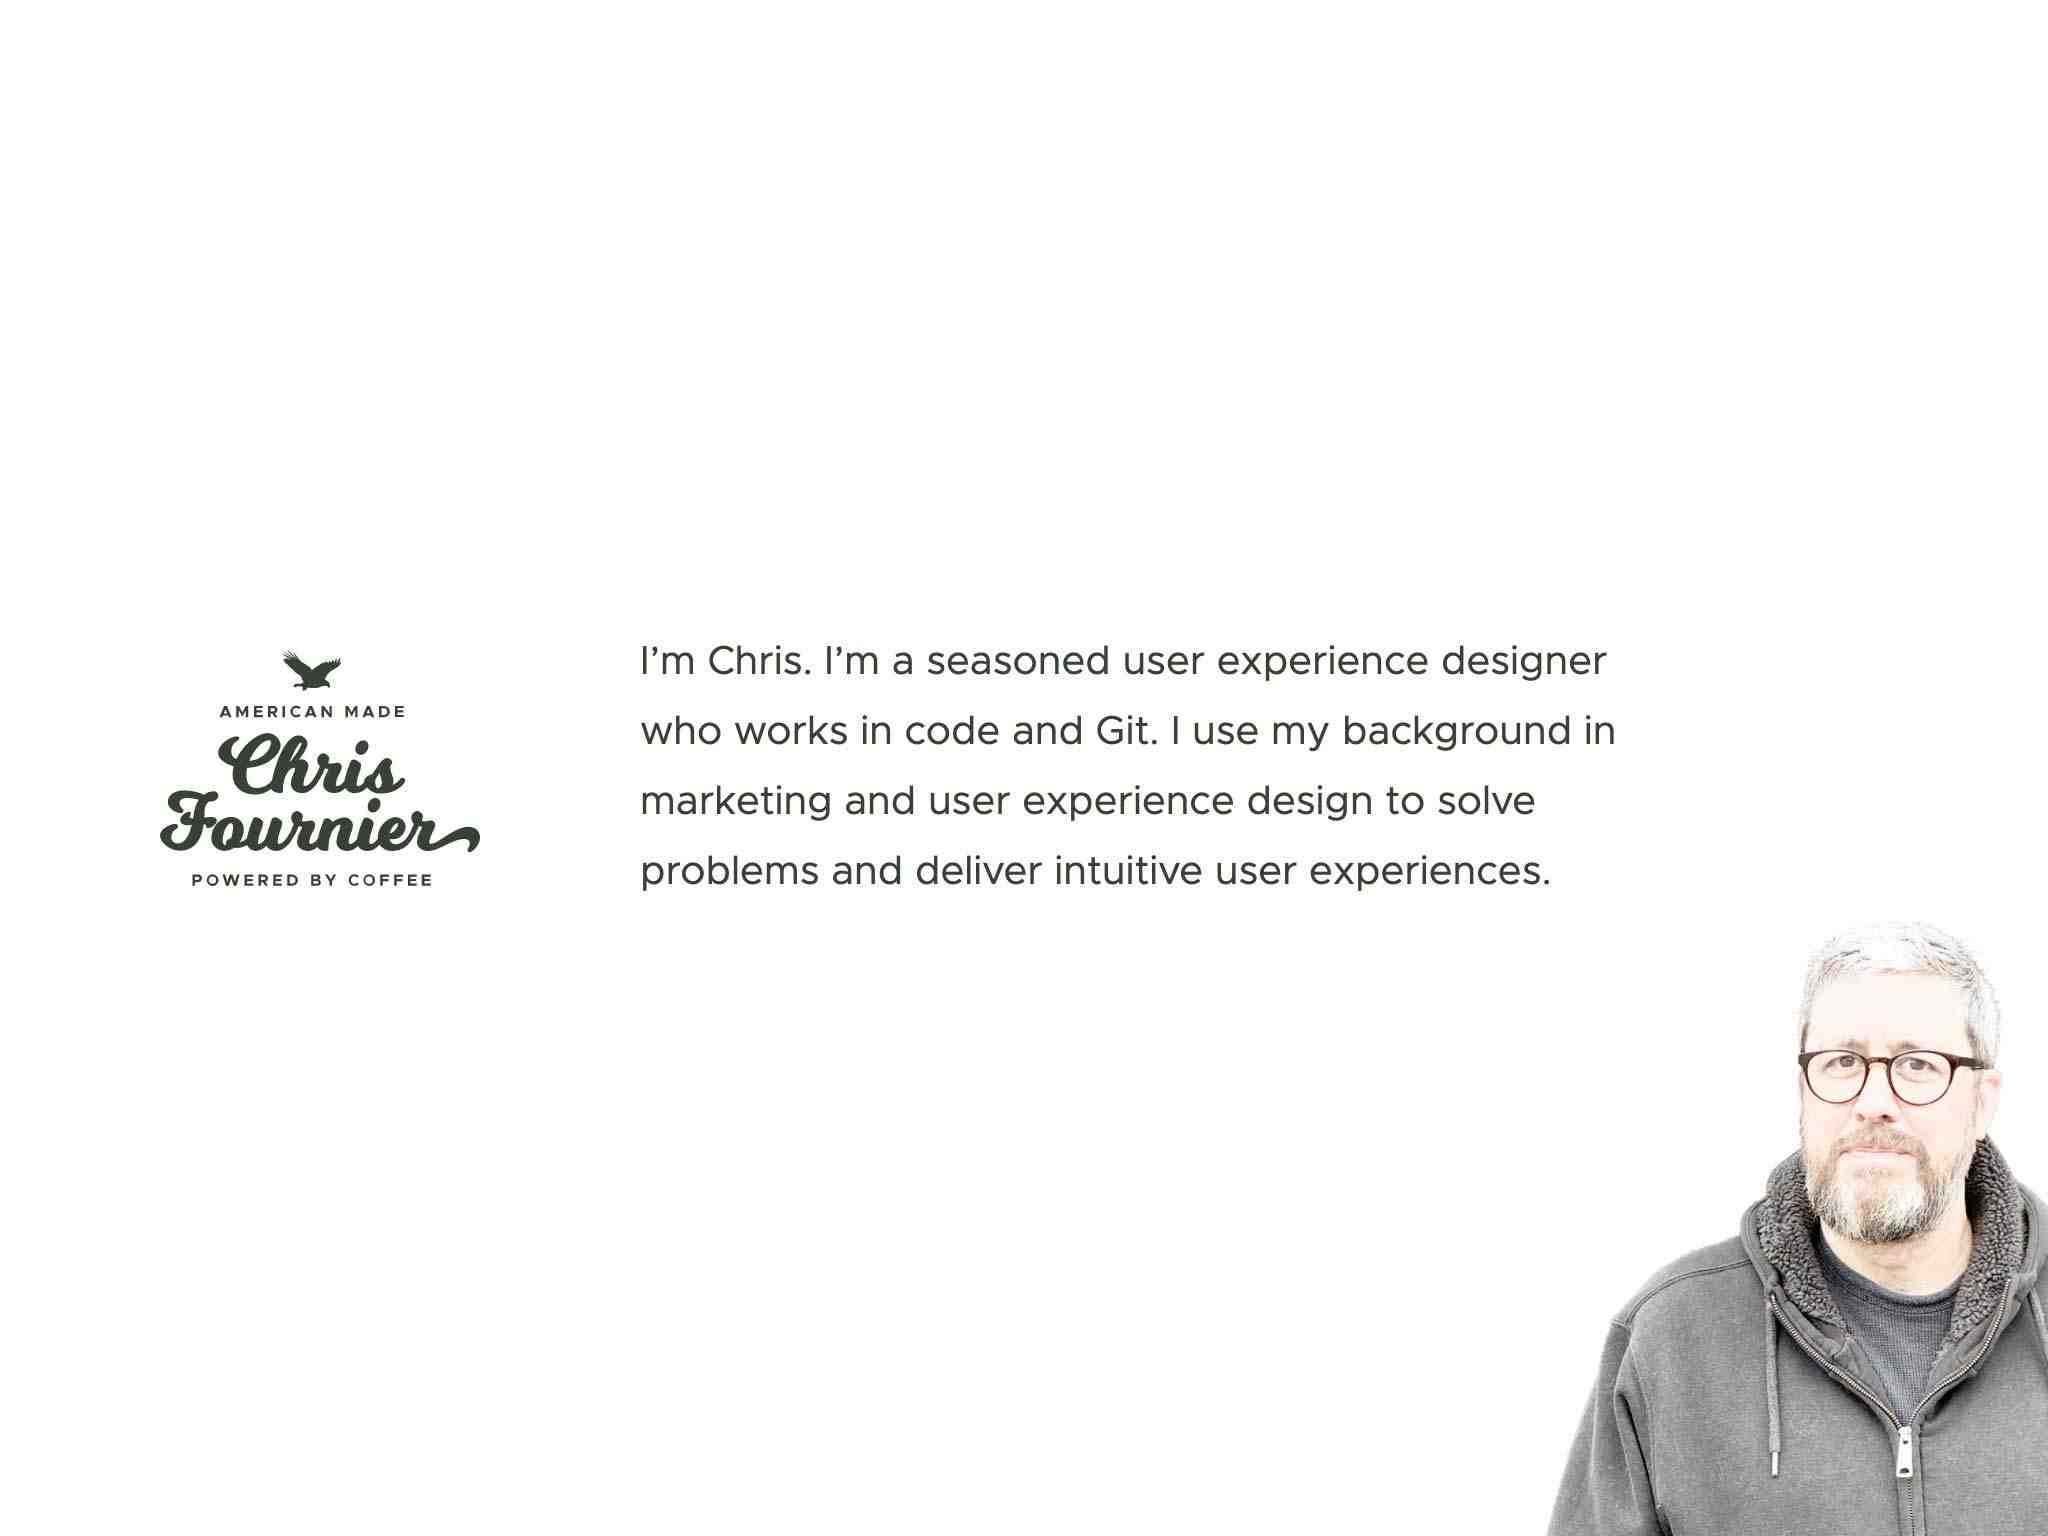 AMERICAN MADE
Chris
Fournier
POWERED BY COFFEE
I’m Chris. I’m a seasoned user experience designer
who works in code and Git. I use my background in
marketing and user experience design to solve
problems and deliver intuitive user experiences.